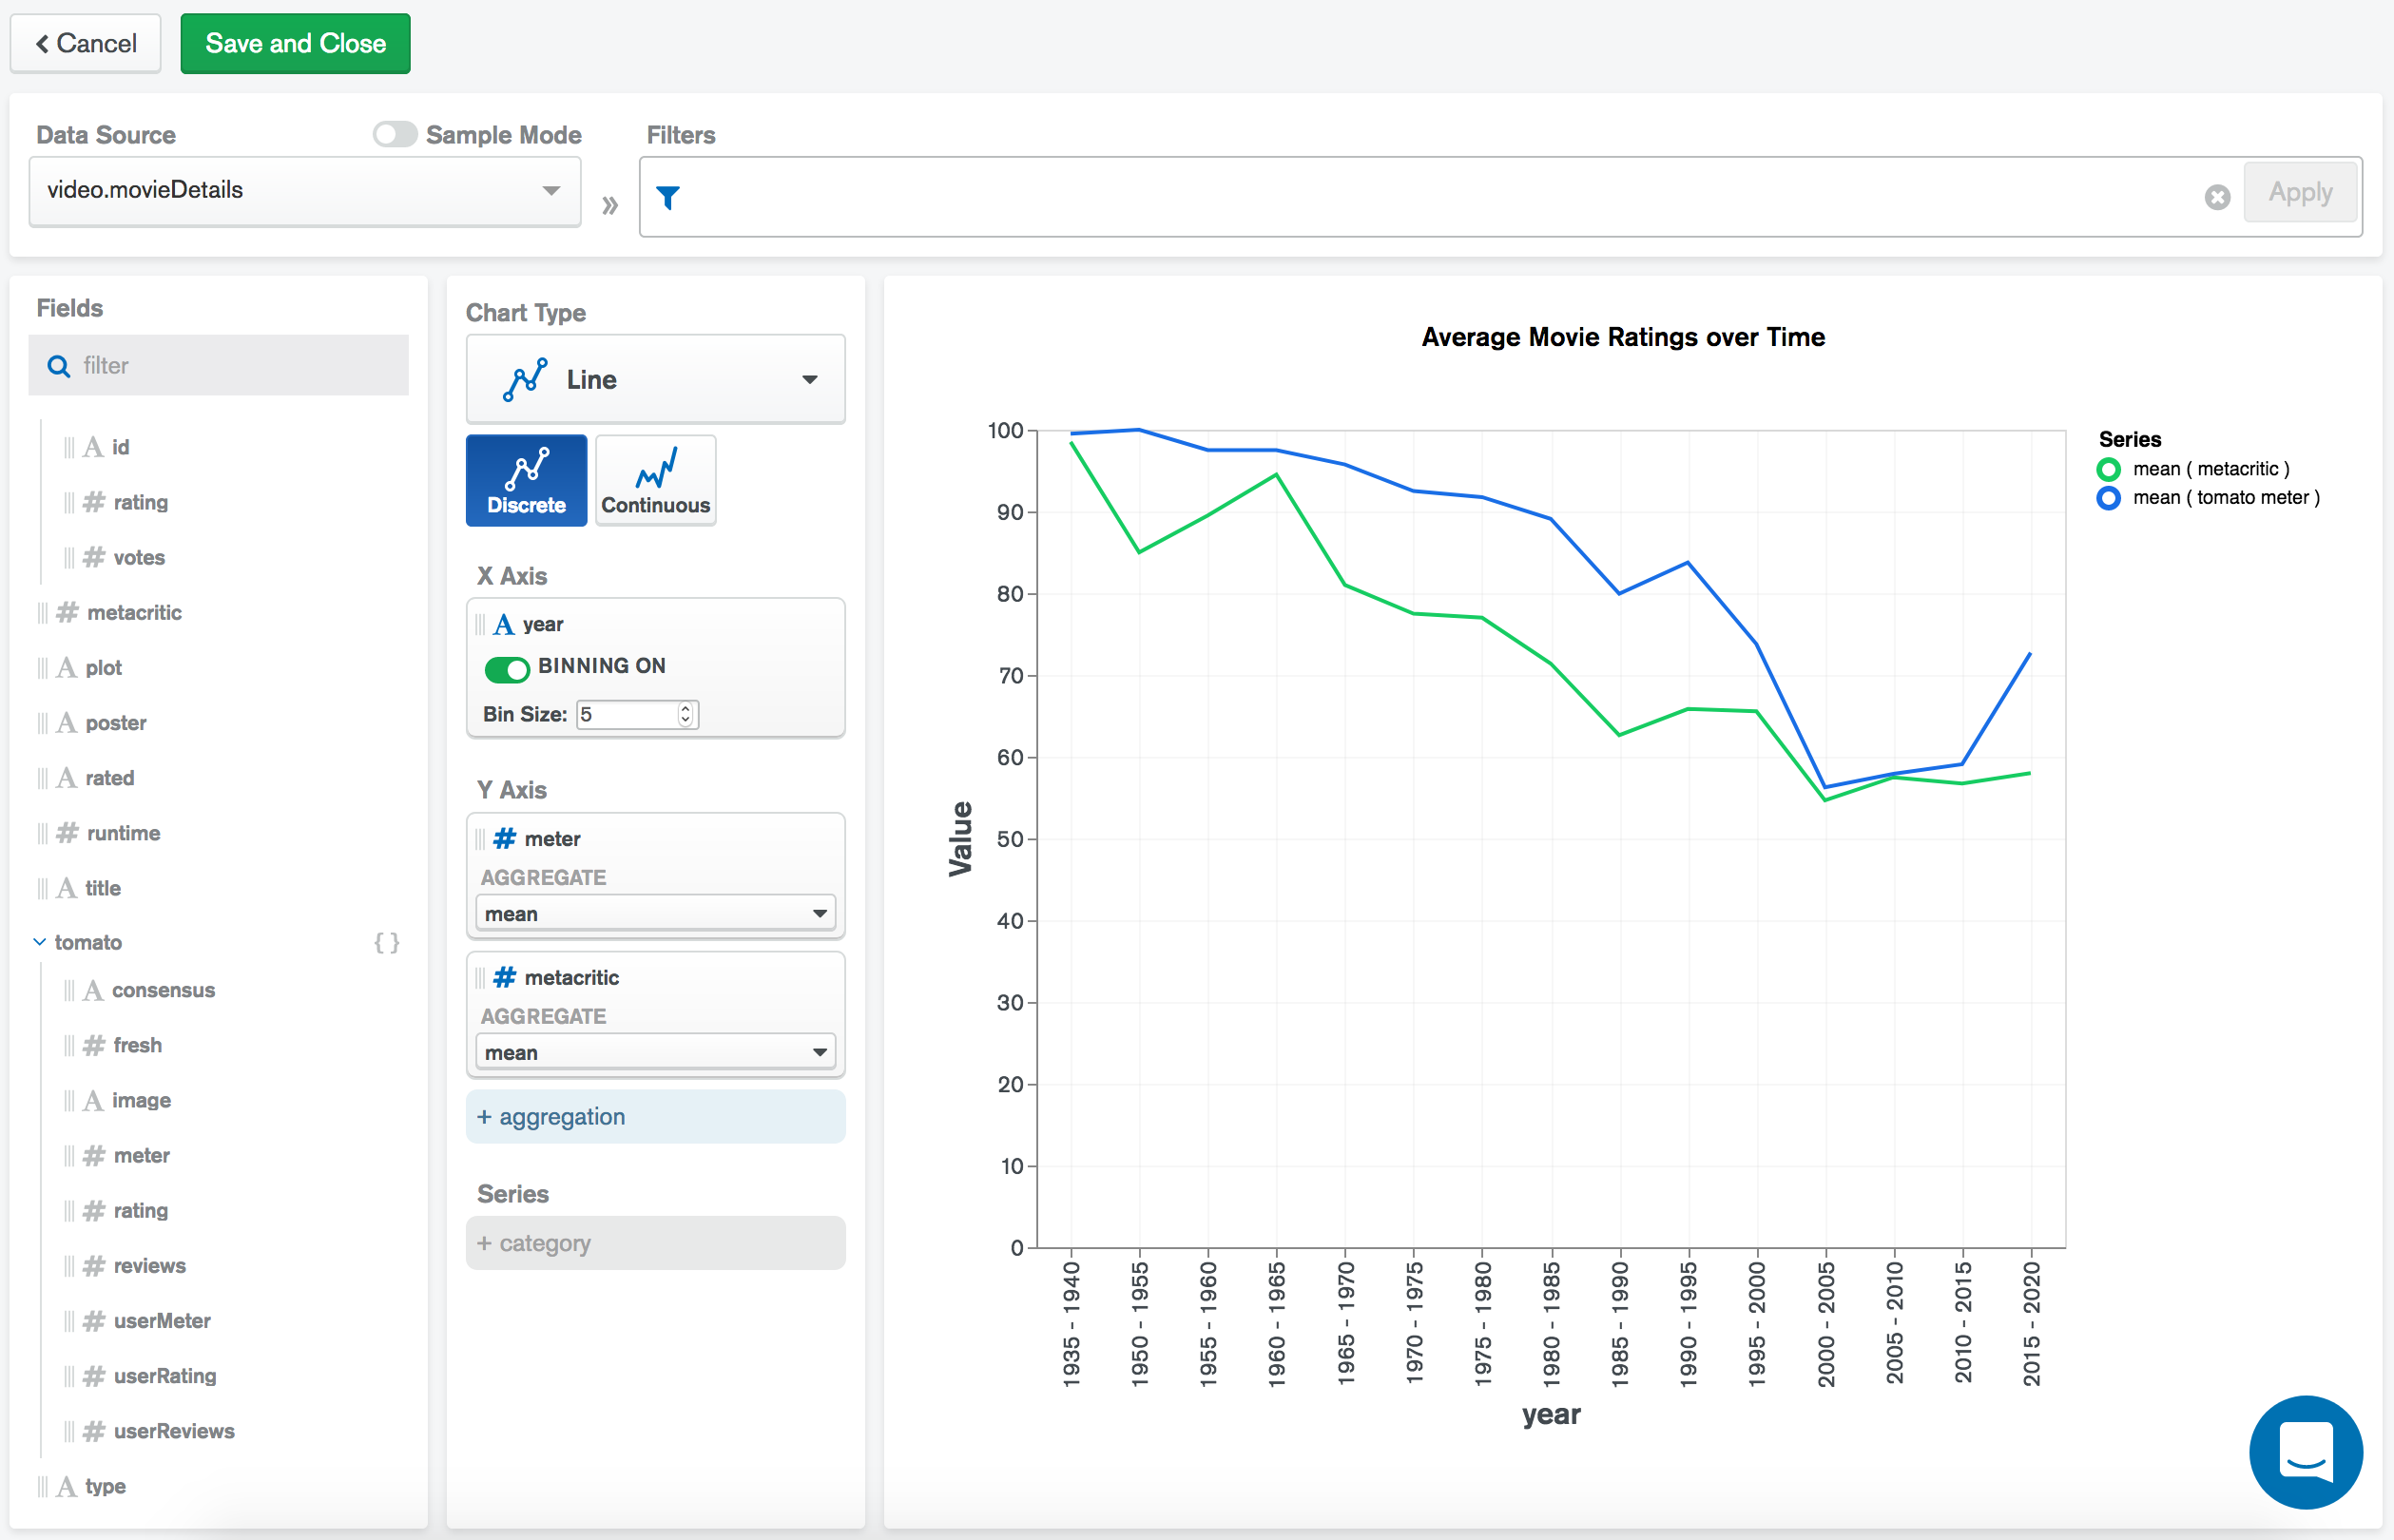 Cancel
Save and Close
Data Source
Sample Mode
video.movieDetails
»
Filters
Apply
Fields
filter
A id
# rating
# votes
# metacritic
A plot
A poster
A rated
# runtime
A title
tomato { }
A consensus
# fresh
A image
# meter
# rating
# reviews
# userMeter
# userRating
# userReviews
A type
Chart Type
Line
Discrete
Continuous
X Axis
A year
BINNING ON
Bin Size: 5
Y Axis
# meter
AGGREGATE
mean
# metacritic
AGGREGATE
mean
+ aggregation
Series
+ category
Average Movie Ratings over Time
Value
100
90
80
70
60
50
40
30
20
10
0
1935 - 1940
1950 - 1955
1955 - 1960
1960 - 1965
1965 - 1970
1970 - 1975
1975 - 1980
1980 - 1985
1985 - 1990
1990 - 1995
1995 - 2000
2000 - 2005
2005 - 2010
2010 - 2015
2015 - 2020
year
Series
mean ( metacritic )
mean ( tomato meter )